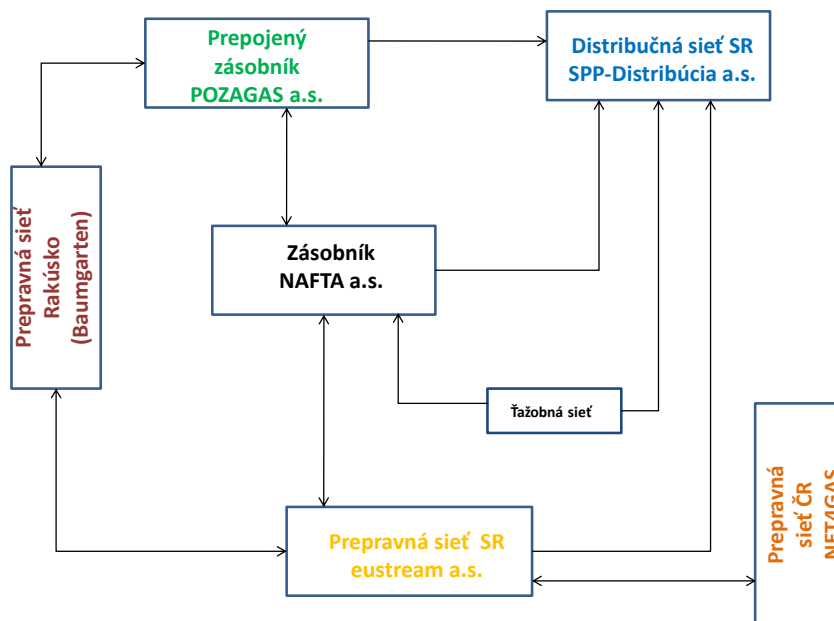 Prepojený
zásobník
POZAGAS a.s.
Distribučná sieť SR
SPP-Distribúcia a.s.
Prepravná sieť
Rakúsko
(Baumgarten)
Zásobník
NAFTA a.s.
Ťažobná sieť
Prepravná sieť SR
eustream a.s.
Prepravná
sieť ČR
NET4GAS